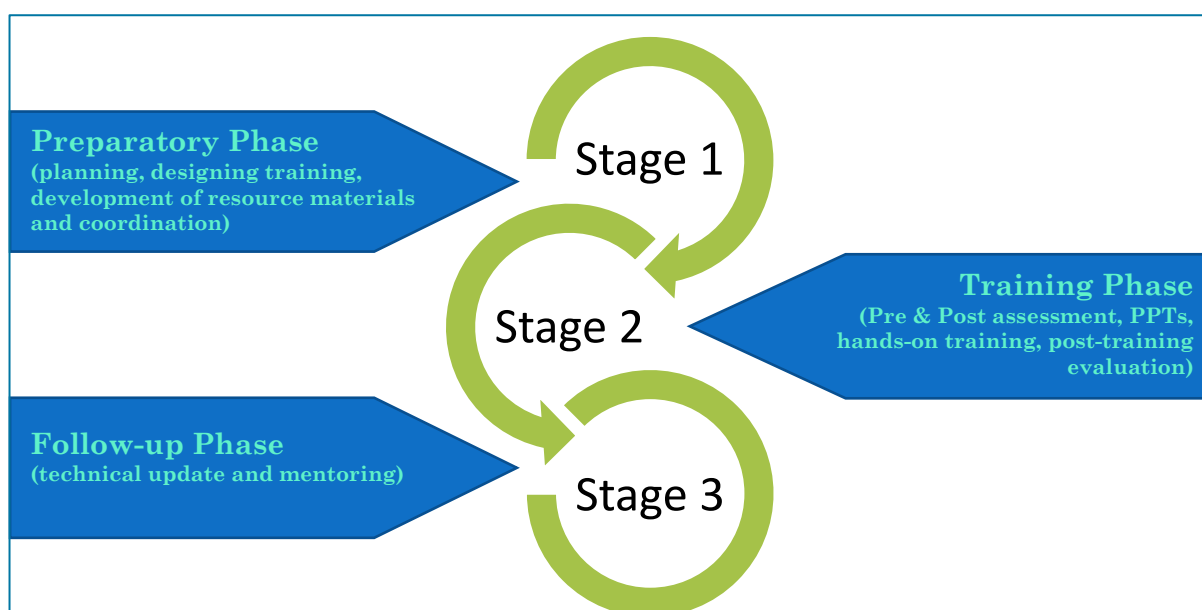 Preparatory Phase
(planning, designing training,
development of resource materials
and coordination)
Stage 1
Training Phase
(Pre & Post assessment, PPTs,
hands-on training, post-training
evaluation)
Stage 2
Follow-up Phase
(technical update and mentoring)
Stage 3